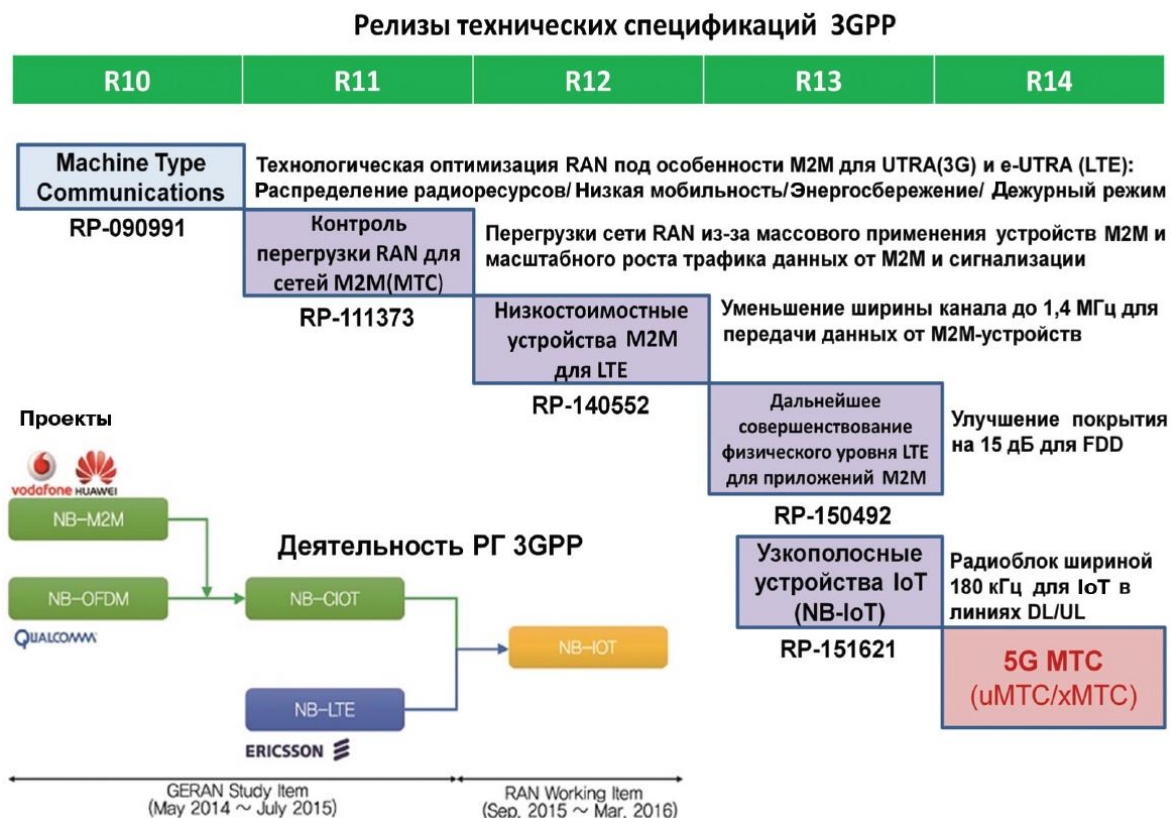 Релизы технических спецификаций 3GPP
R10 R11 R12 R13 R14
Machine Type
Communications
RP-090991
Технологическая оптимизация RAN под особенности M2M для UTRA(3G) и e-UTRA (LTE):
Распределение радиоресурсов/ Низкая мобильность/Энергосбережение/ Дежурный режим
Контроль
перегрузки RAN для
сетей M2M(MTC)
RP-111373
Перегрузки сети RAN из-за массового применения устройств M2M и
масштабного роста трафика данных от M2M и сигнализации
Низкостоимостные
устройства M2M
для LTE
RP-140552
Уменьшение ширины канала до 1,4 МГц для
передачи данных от M2M-устройств
Дальнейшее
совершенствование
физического уровня LTE
для приложений M2M
RP-150492
Улучшение покрытия
на 15 дБ для FDD
Узкополосные
устройства IoT
(NB-IoT)
RP-151621
Радиоблок шириной
180 кГц для IoT в
линиях DL/UL
5G MTC
(uMTC/xMTC)
Проекты
vodafone HUAWEI
NB-M2M
Деятельность РГ 3GPP
NB-OFDM
NB-CIOT
QUALCOMM
NB-IOT
NB-LTE
ERICSSON
GERAN Study Item
(May 2014 ~ July 2015)
RAN Working Item
(Sep. 2015 ~ Mar. 2016)